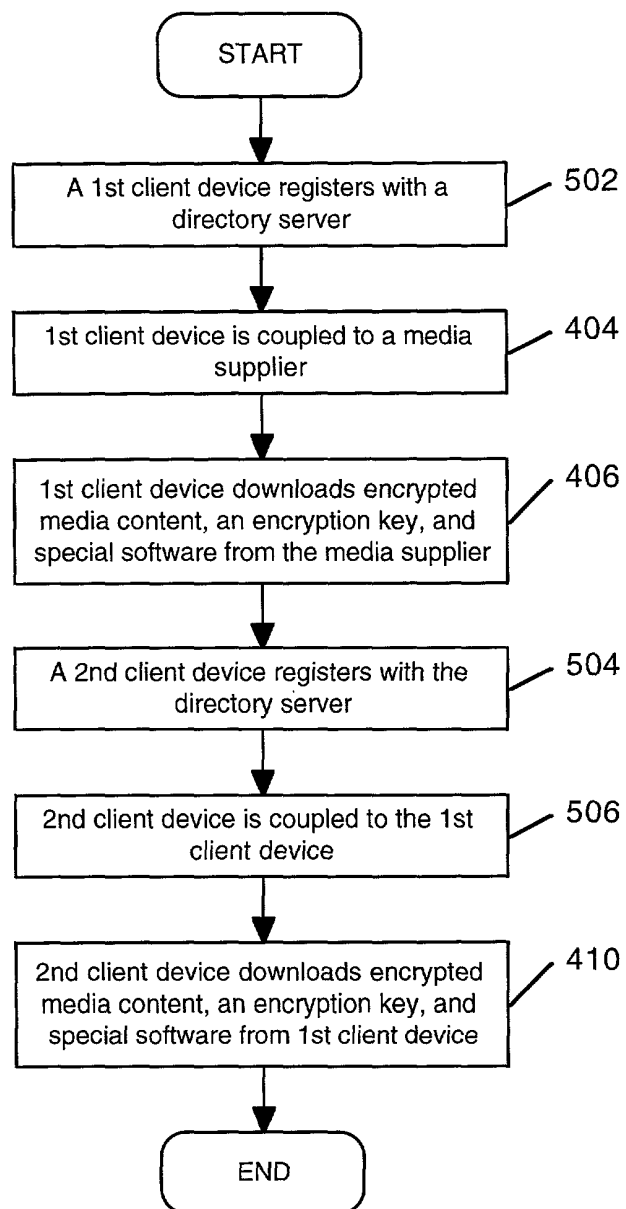 START
A 1st client device registers with a
directory server
502
1st client device is coupled to a media
supplier
404
1st client device downloads encrypted
media content, an encryption key, and
special software from the media supplier
406
A 2nd client device registers with the
directory server
504
2nd client device is coupled to the 1st
client device
506
2nd client device downloads encrypted
media content, an encryption key, and
special software from 1st client device
410
END